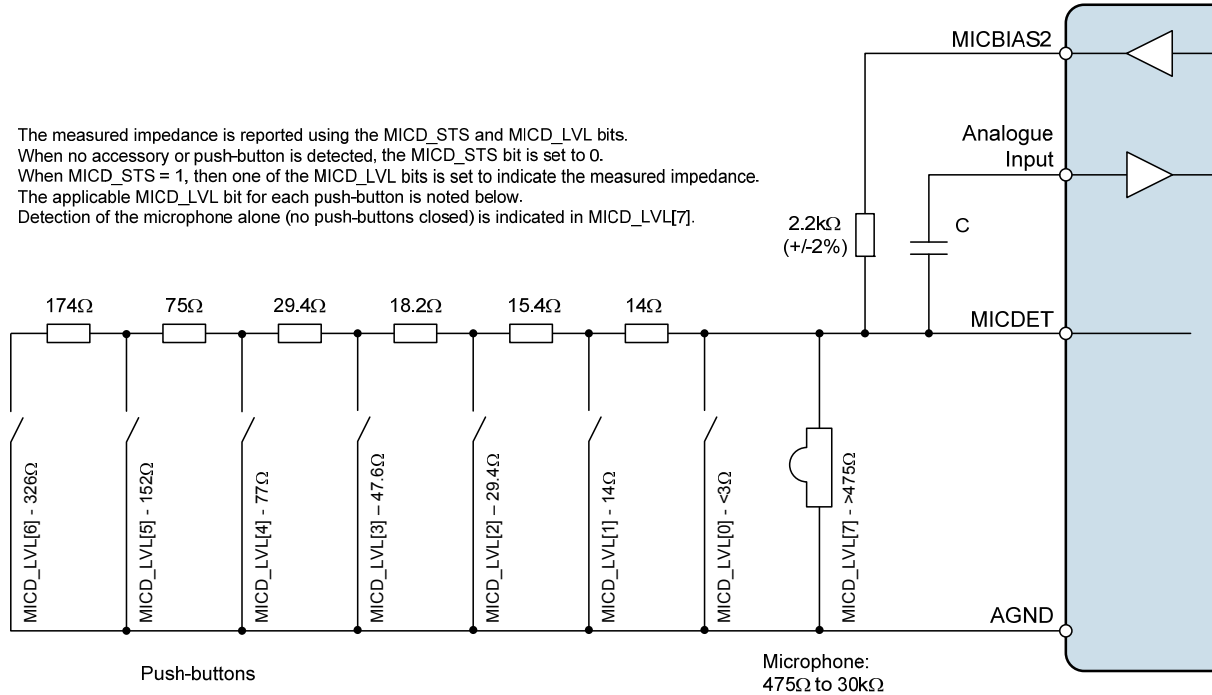 MICBIAS2
The measured impedance is reported using the MICD_STS and MICD_LVL bits.
When no accessory or push-button is detected, the MICD_STS bit is set to 0.
When MICD_STS = 1, then one of the MICD_LVL bits is set to indicate the measured impedance.
The applicable MICD_LVL bit for each push-button is noted below.
Detection of the microphone alone (no push-buttons closed) is indicated in MICD_LVL[7].
Analogue
Input
2.2kΩ
(+/-2%)
C
174Ω
75Ω
29.4Ω
18.2Ω
15.4Ω
14Ω
MICDET
MICD_LVL[6] - 326Ω
MICD_LVL[5] - 152Ω
MICD_LVL[4] - 77Ω
MICD_LVL[3] – 47.6Ω
MICD_LVL[2] – 29.4Ω
MICD_LVL[1] - 14Ω
MICD_LVL[0] - <3Ω
MICD_LVL[7] - >475Ω
AGND
Push-buttons
Microphone:
475Ω to 30kΩ